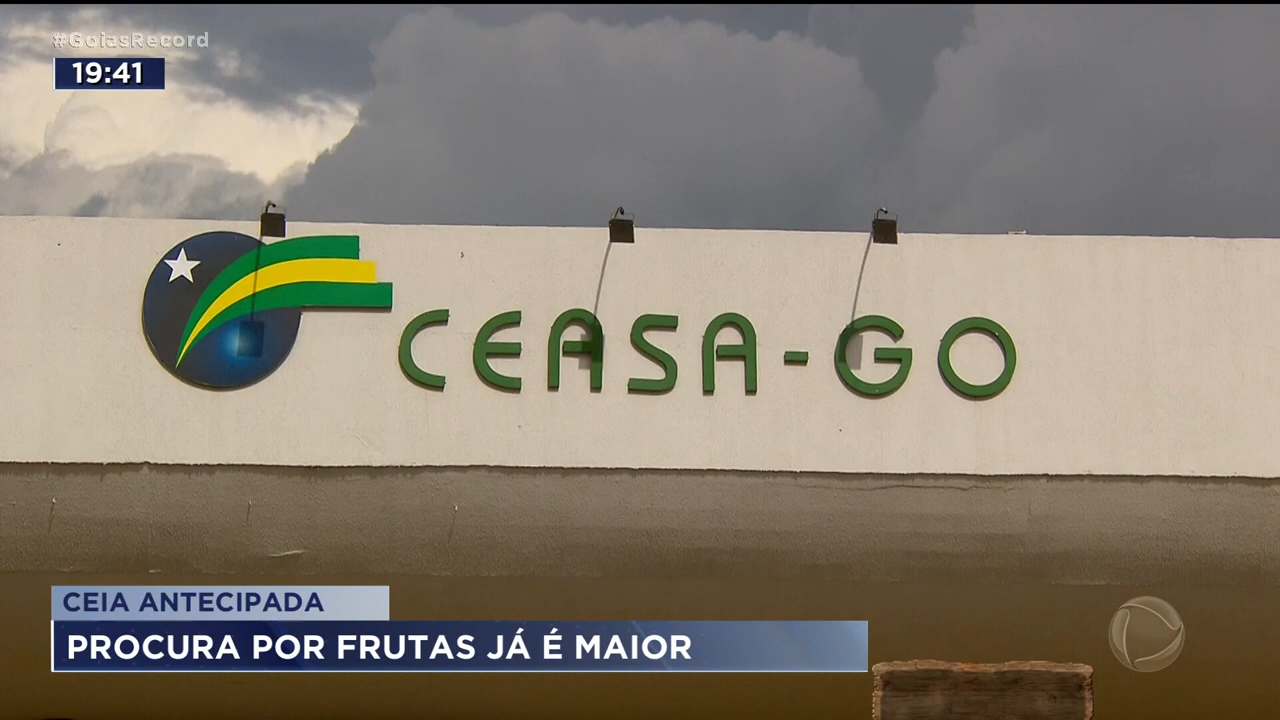 #GoiasRecord
19:41
CEASA-GO
CEIA ANTECIPADA
PROCURA POR FRUTAS JÁ É MAIOR